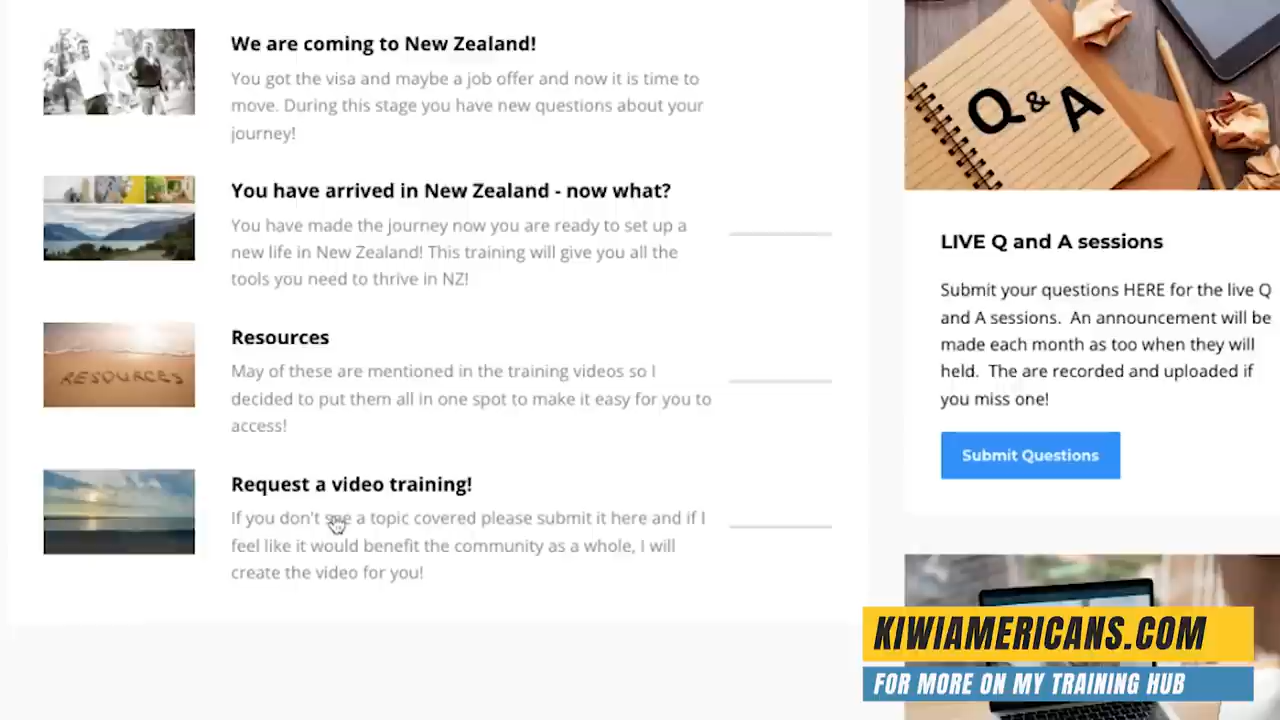 We are coming to New Zealand!
You got the visa and maybe a job offer and now it is time to
move. During this stage you have new questions about your
journey!
You have arrived in New Zealand - now what?
You have made the journey now you are ready to set up a
new life in New Zealand! This training will give you all the
tools you need to thrive in NZ!
RESOURCES
Resources
May of these are mentioned in the training videos so I
decided to put them all in one spot to make it easy for you to
access!
Request a video training!
If you don't see a topic covered please submit it here and if I
feel like it would benefit the community as a whole, I will
create the video for you!
Q & A
LIVE Q and A sessions
Submit your questions HERE for the live Q
and A sessions.  An announcement will be
made each month as too when they will
held.  The are recorded and uploaded if
you miss one!
Submit Questions
KIWIAMERICANS.COM
FOR MORE ON MY TRAINING HUB